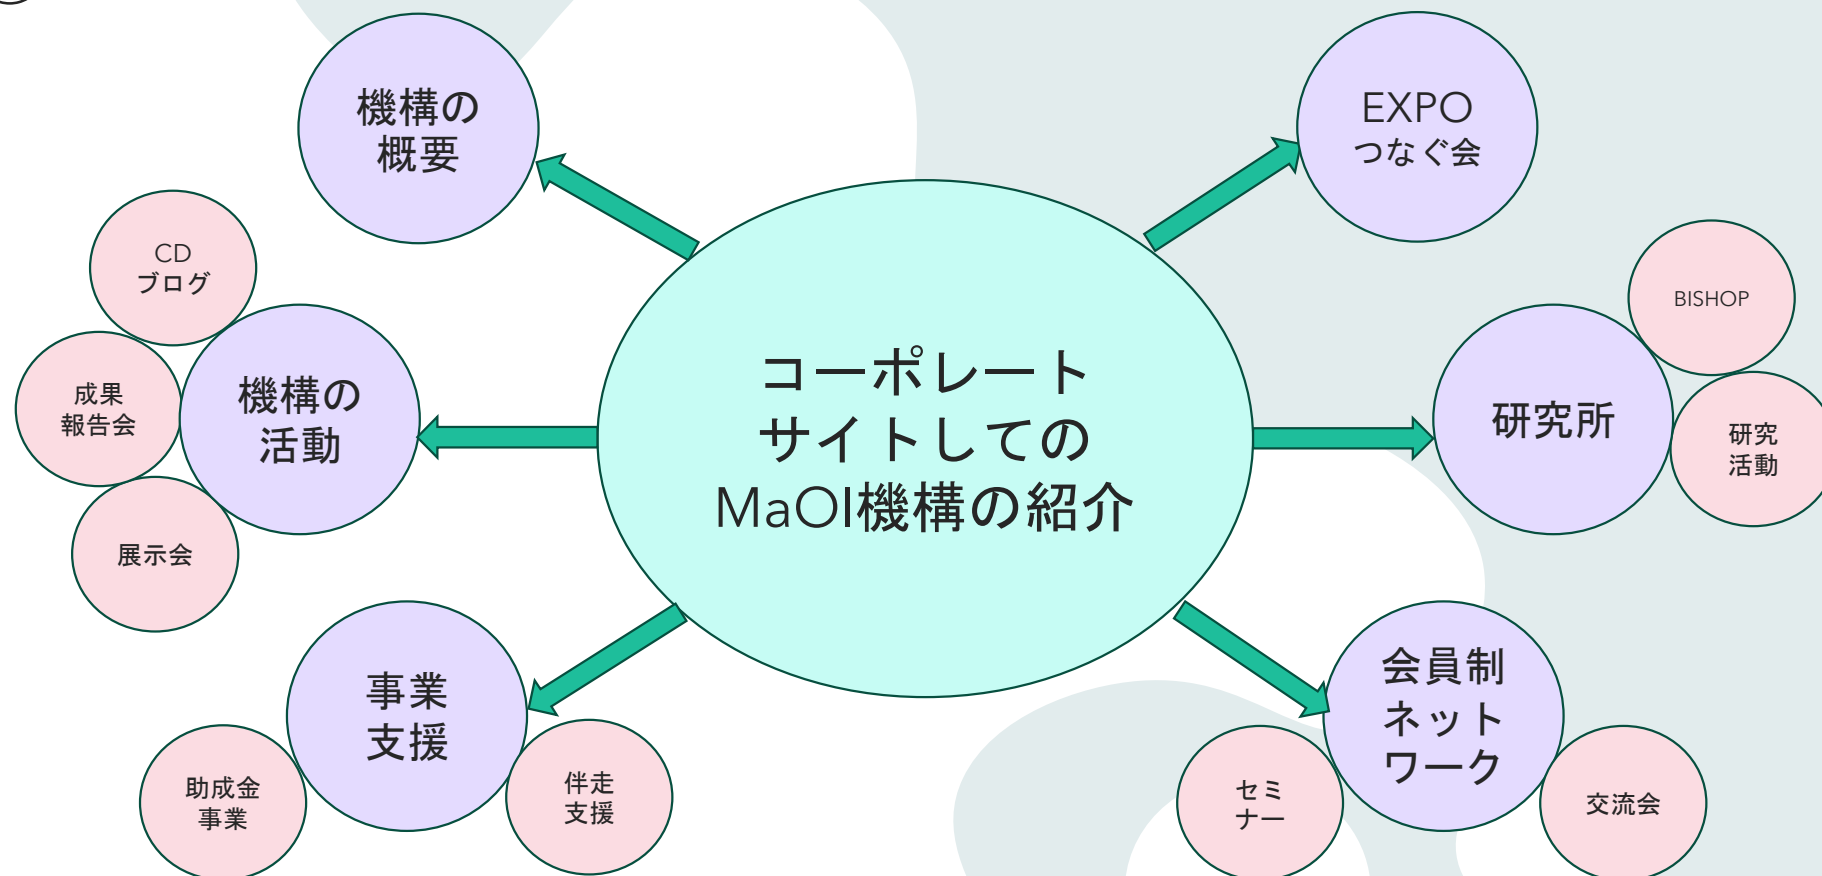 機構の
概要
EXPO
つなぐ会
CD
ブログ
BISHOP
成果
報告会
機構の
活動
コーポレート
サイトしての
MaOI機構の紹介
研究所
研究
活動
展示会
事業
支援
会員制
ネット
ワーク
助成金
事業
伴走
支援
セミ
ナー
交流会